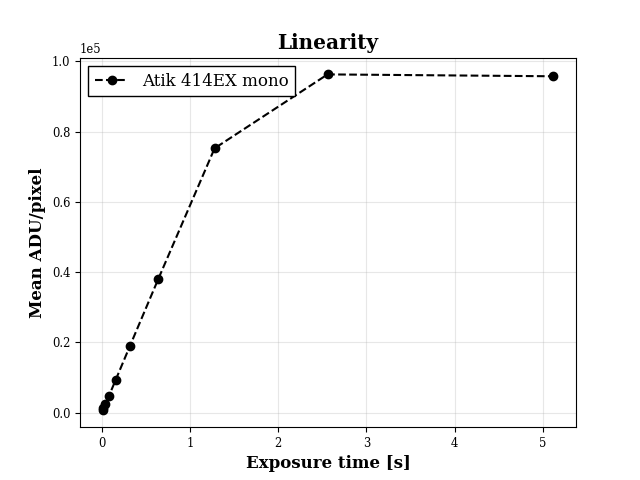 Linearity
1e5
Atik 414EX mono
1.0
0.8
0.6
0.4
0.2
0.0
Mean ADU/pixel
0 1 2 3 4 5
Exposure time [s]